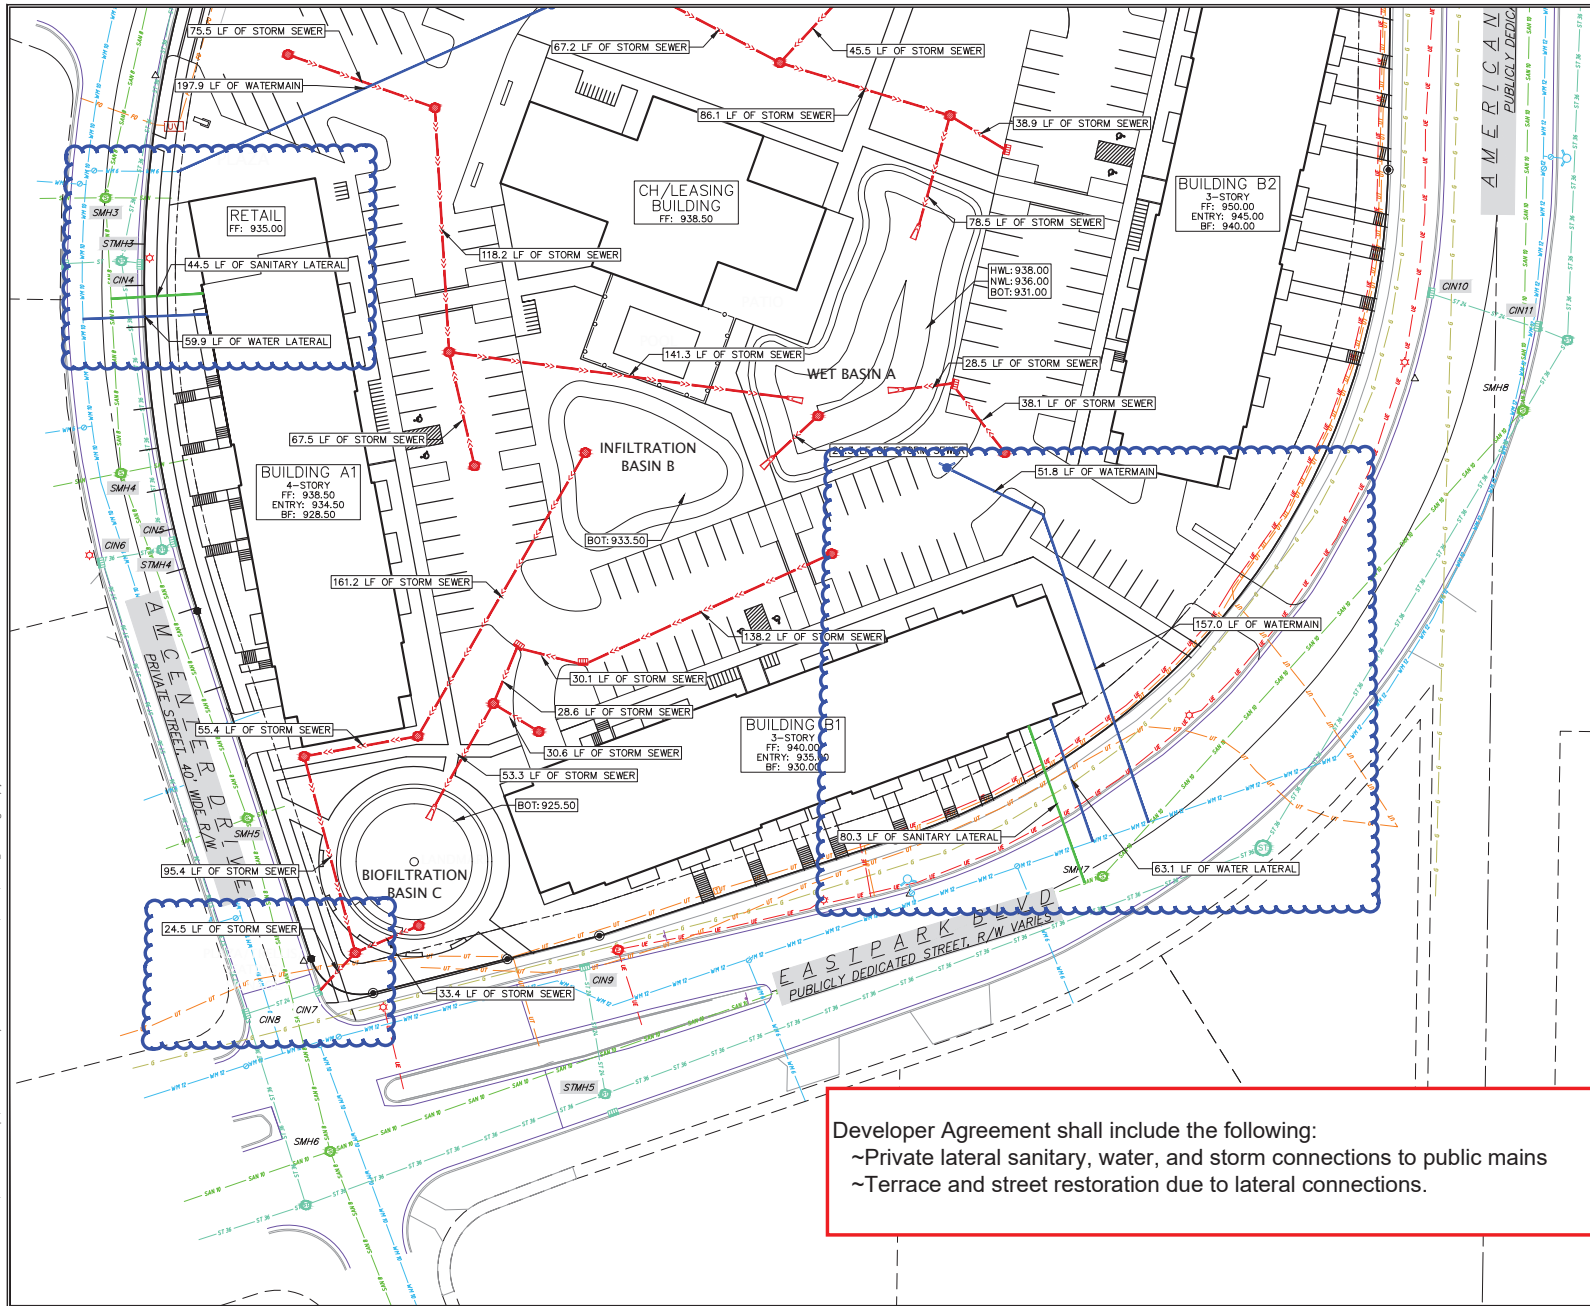 75.5 LF OF STORM SEWER
67.2 LF OF STORM SEWER
45.5 LF OF STORM SEWER
197.9 LF OF WATERMAIN
86.1 LF OF STORM SEWER
38.9 LF OF STORM SEWER
AMERICAN
PUBLICLY DEDIC
UV
CH/LEASING
BUILDING
FF: 938.50
BUILDING B2
3-STORY
FF: 950.00
ENTRY: 945.00
BF: 940.00
RETAIL
FF: 935.00
SMH3
STMH3
CIN4
78.5 LF OF STORM SEWER
118.2 LF OF STORM SEWER
44.5 LF OF SANITARY LATERAL
HWL: 938.00
NWL: 936.00
BOT: 931.00
CIN10
CIN11
59.9 LF OF WATER LATERAL
141.3 LF OF STORM SEWER
28.5 LF OF STORM SEWER
WET BASIN A
SMH8
38.1 LF OF STORM SEWER
67.5 LF OF STORM SEWER
INFILTRATION
BASIN B
51.8 LF OF WATERMAIN
BUILDING A1
4-STORY
FF: 938.50
ENTRY: 934.50
BF: 928.50
SMH4
CIN5
CIN6
STMH4
BOT: 933.50
161.2 LF OF STORM SEWER
AMCENTER DRIVE
PRIVATE STREET, 40' WIDE R/W
138.2 LF OF STORM SEWER
157.0 LF OF WATERMAIN
30.1 LF OF STORM SEWER
28.6 LF OF STORM SEWER
BUILDING B1
3-STORY
FF: 940.00
ENTRY: 935.00
BF: 930.00
55.4 LF OF STORM SEWER
30.6 LF OF STORM SEWER
53.3 LF OF STORM SEWER
BOT: 925.50
SMH5
80.3 LF OF SANITARY LATERAL
95.4 LF OF STORM SEWER
BIOFILTRATION
BASIN C
SMH7
63.1 LF OF WATER LATERAL
ST
24.5 LF OF STORM SEWER
EASTPARK BLVD
PUBLICLY DEDICATED STREET, R/W VARIES
CIN9
33.4 LF OF STORM SEWER
CIN7
CIN8
STMH5
SMH6
Developer Agreement shall include the following:
~Private lateral sanitary, water, and storm connections to public mains
~Terrace and street restoration due to lateral connections.